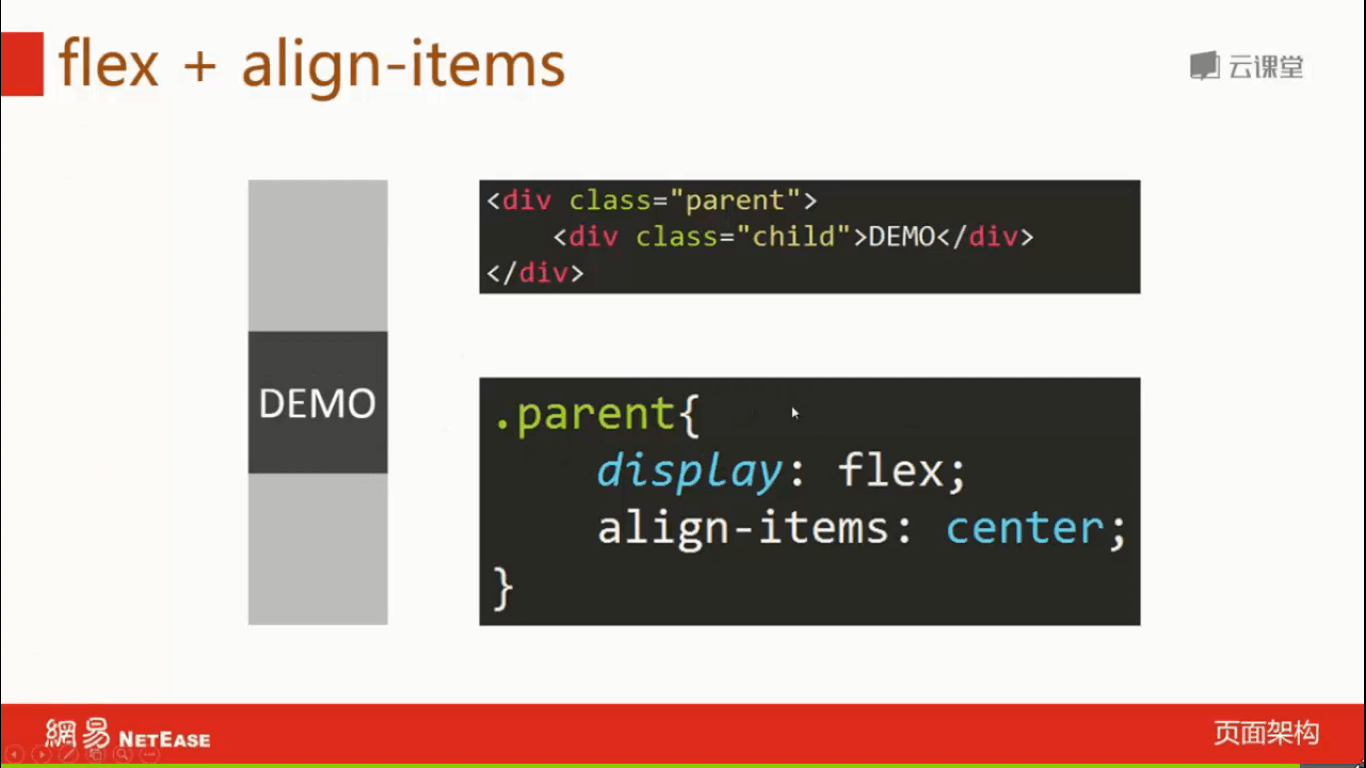 flex + align-items
云课堂
<div class="parent">
    <div class="child">DEMO</div>
</div>
DEMO
.parent{
    display: flex;
    align-items: center;
}
網易 NETEASE
页面架构